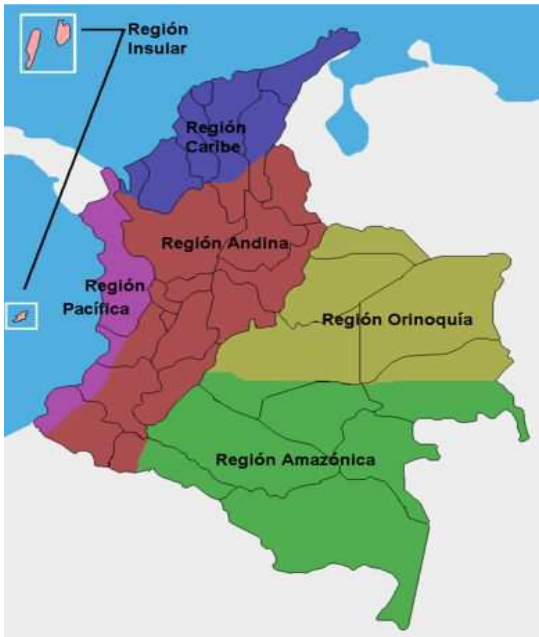 Región
Insular
Región
Caribe
Región Andina
Región
Pacífica
Región Orinoquía
Región Amazónica